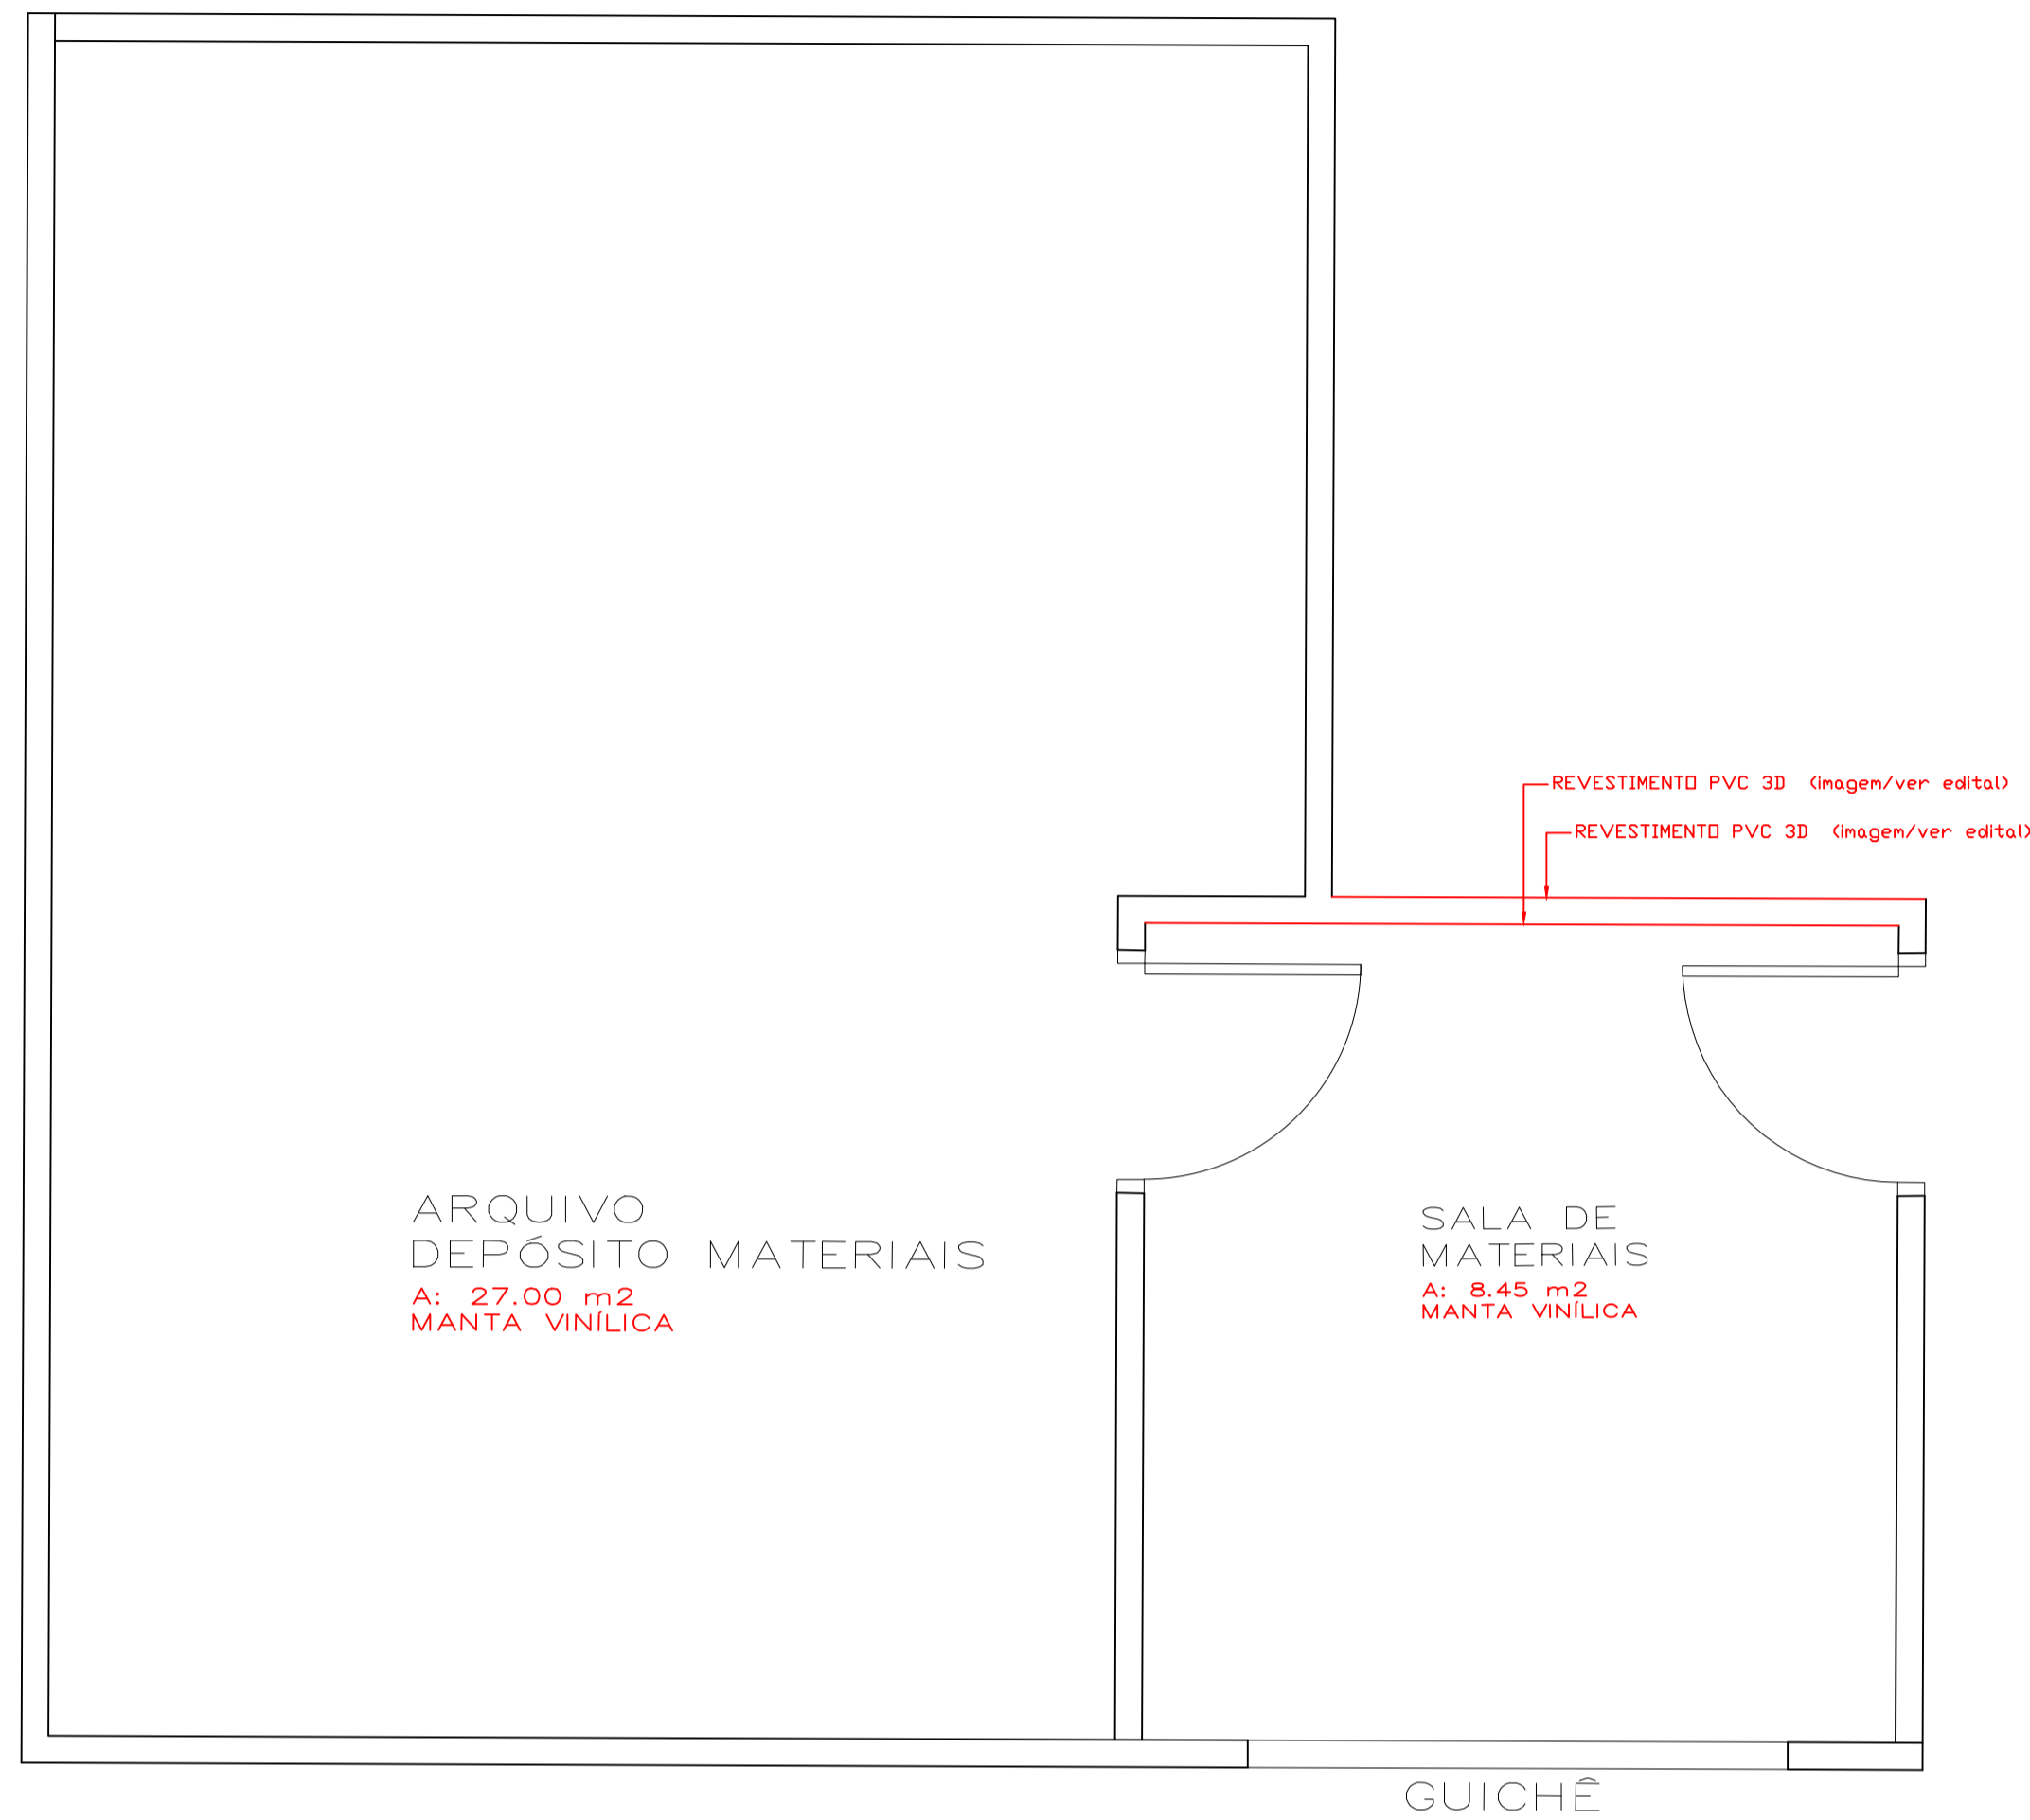 REVESTIMENTO PVC 3D (imagem/ver edital)
REVESTIMENTO PVC 3D (imagem/ver edital)
ARQUIVO
DEPÓSITO MATERIAIS
A: 27.00 m2
MANTA VINÍLICA
SALA DE
MATERIAIS
A: 8.45 m2
MANTA VINÍLICA
GUICHÊ